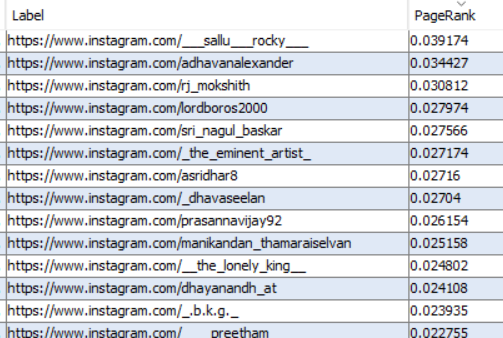 Label PageRank
https://www.instagram.com/___sallu___rocky___ 0.039174
https://www.instagram.com/adhavanalexander 0.034427
https://www.instagram.com/rj_mokshith 0.030812
https://www.instagram.com/lordboros2000 0.027974
https://www.instagram.com/sri_nagul_baskar 0.027566
https://www.instagram.com/_the_eminent_artist_ 0.027174
https://www.instagram.com/asridhar8 0.02716
https://www.instagram.com/_dhavaseelan 0.02704
https://www.instagram.com/prasannavijay92 0.026154
https://www.instagram.com/manikandan_thamaraiselvan 0.025158
https://www.instagram.com/__the_lonely_king__ 0.024802
https://www.instagram.com/dhayanandh_at 0.024108
https://www.instagram.com/_.b.k.g._ 0.023935
https://www.instagram.com/____preetham 0.022755